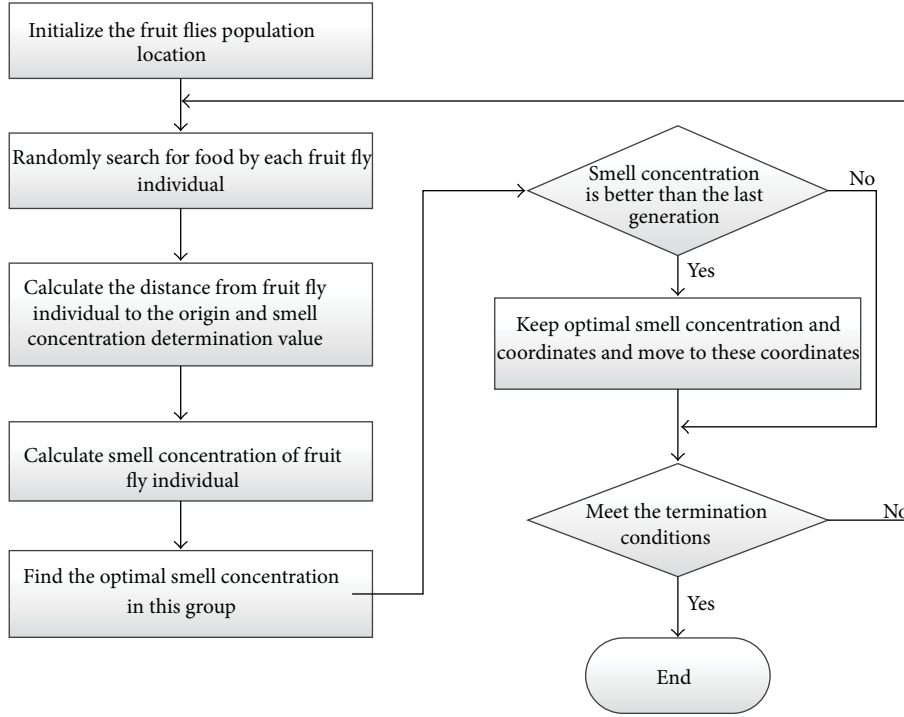 Initialize the fruit flies population
location
Randomly search for food by each fruit fly
individual
Calculate the distance from fruit fly
individual to the origin and smell
concentration determination value
Calculate smell concentration of fruit
fly individual
Find the optimal smell concentration
in this group
Smell concentration
is better than the last
generation
No
Yes
Keep optimal smell concentration and
coordinates and move to these coordinates
Meet the termination
conditions
No
Yes
End